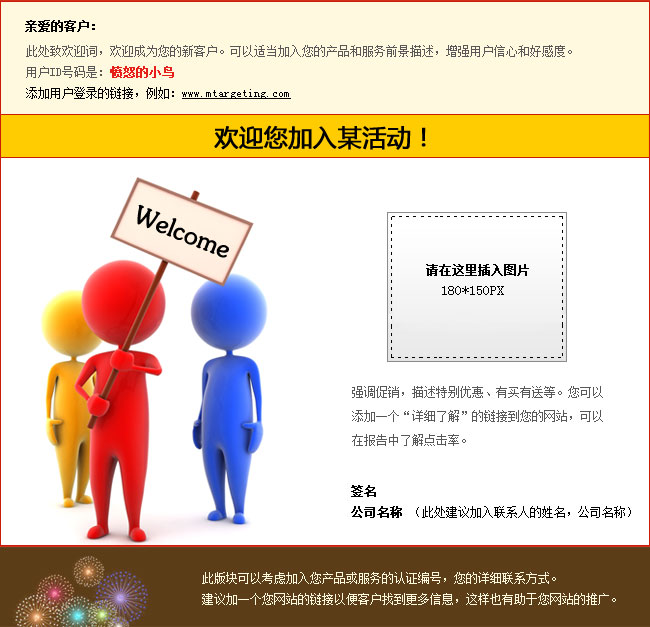 亲爱的客户：
此处致欢迎词，欢迎成为您的新客户。可以适当加入您的产品和服务前景描述，增强用户信心和好感度。
用户ID号码是：愤怒的小鸟
添加用户登录的链接，例如：www.mtargeting.com
欢迎您加入某活动！
Welcome
请在这里插入图片
180*150PX
强调促销，描述特别优惠、有买有送等。您可以
添加一个“详细了解”的链接到您的网站，可以
在报告中了解点击率。
签名
公司名称 （此处建议加入联系人的姓名，公司名称）
此版块可以考虑加入您产品或服务的认证编号，您的详细联系方式。
建议加一个您网站的链接以便客户找到更多信息，这样也有助于您网站的推广。